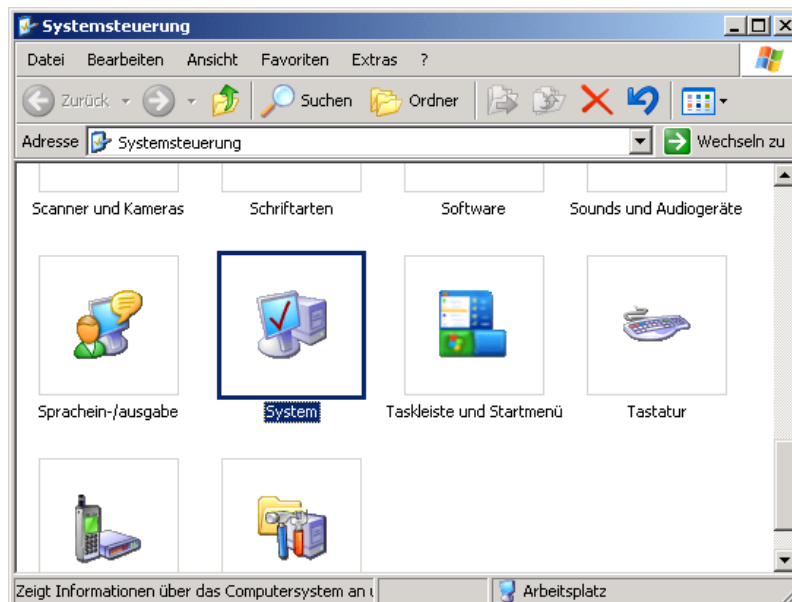 Systemsteuerung
Datei Bearbeiten Ansicht Favoriten Extras ?
Zurück Suchen Ordner
Adresse Systemsteuerung Wechseln zu
Scanner und Kameras Schriftarten Software Sounds und Audiogeräte
Sprachein-/ausgabe System Taskleiste und Startmenü Tastatur
Zeigt Informationen über das Computersystem an Arbeitsplatz